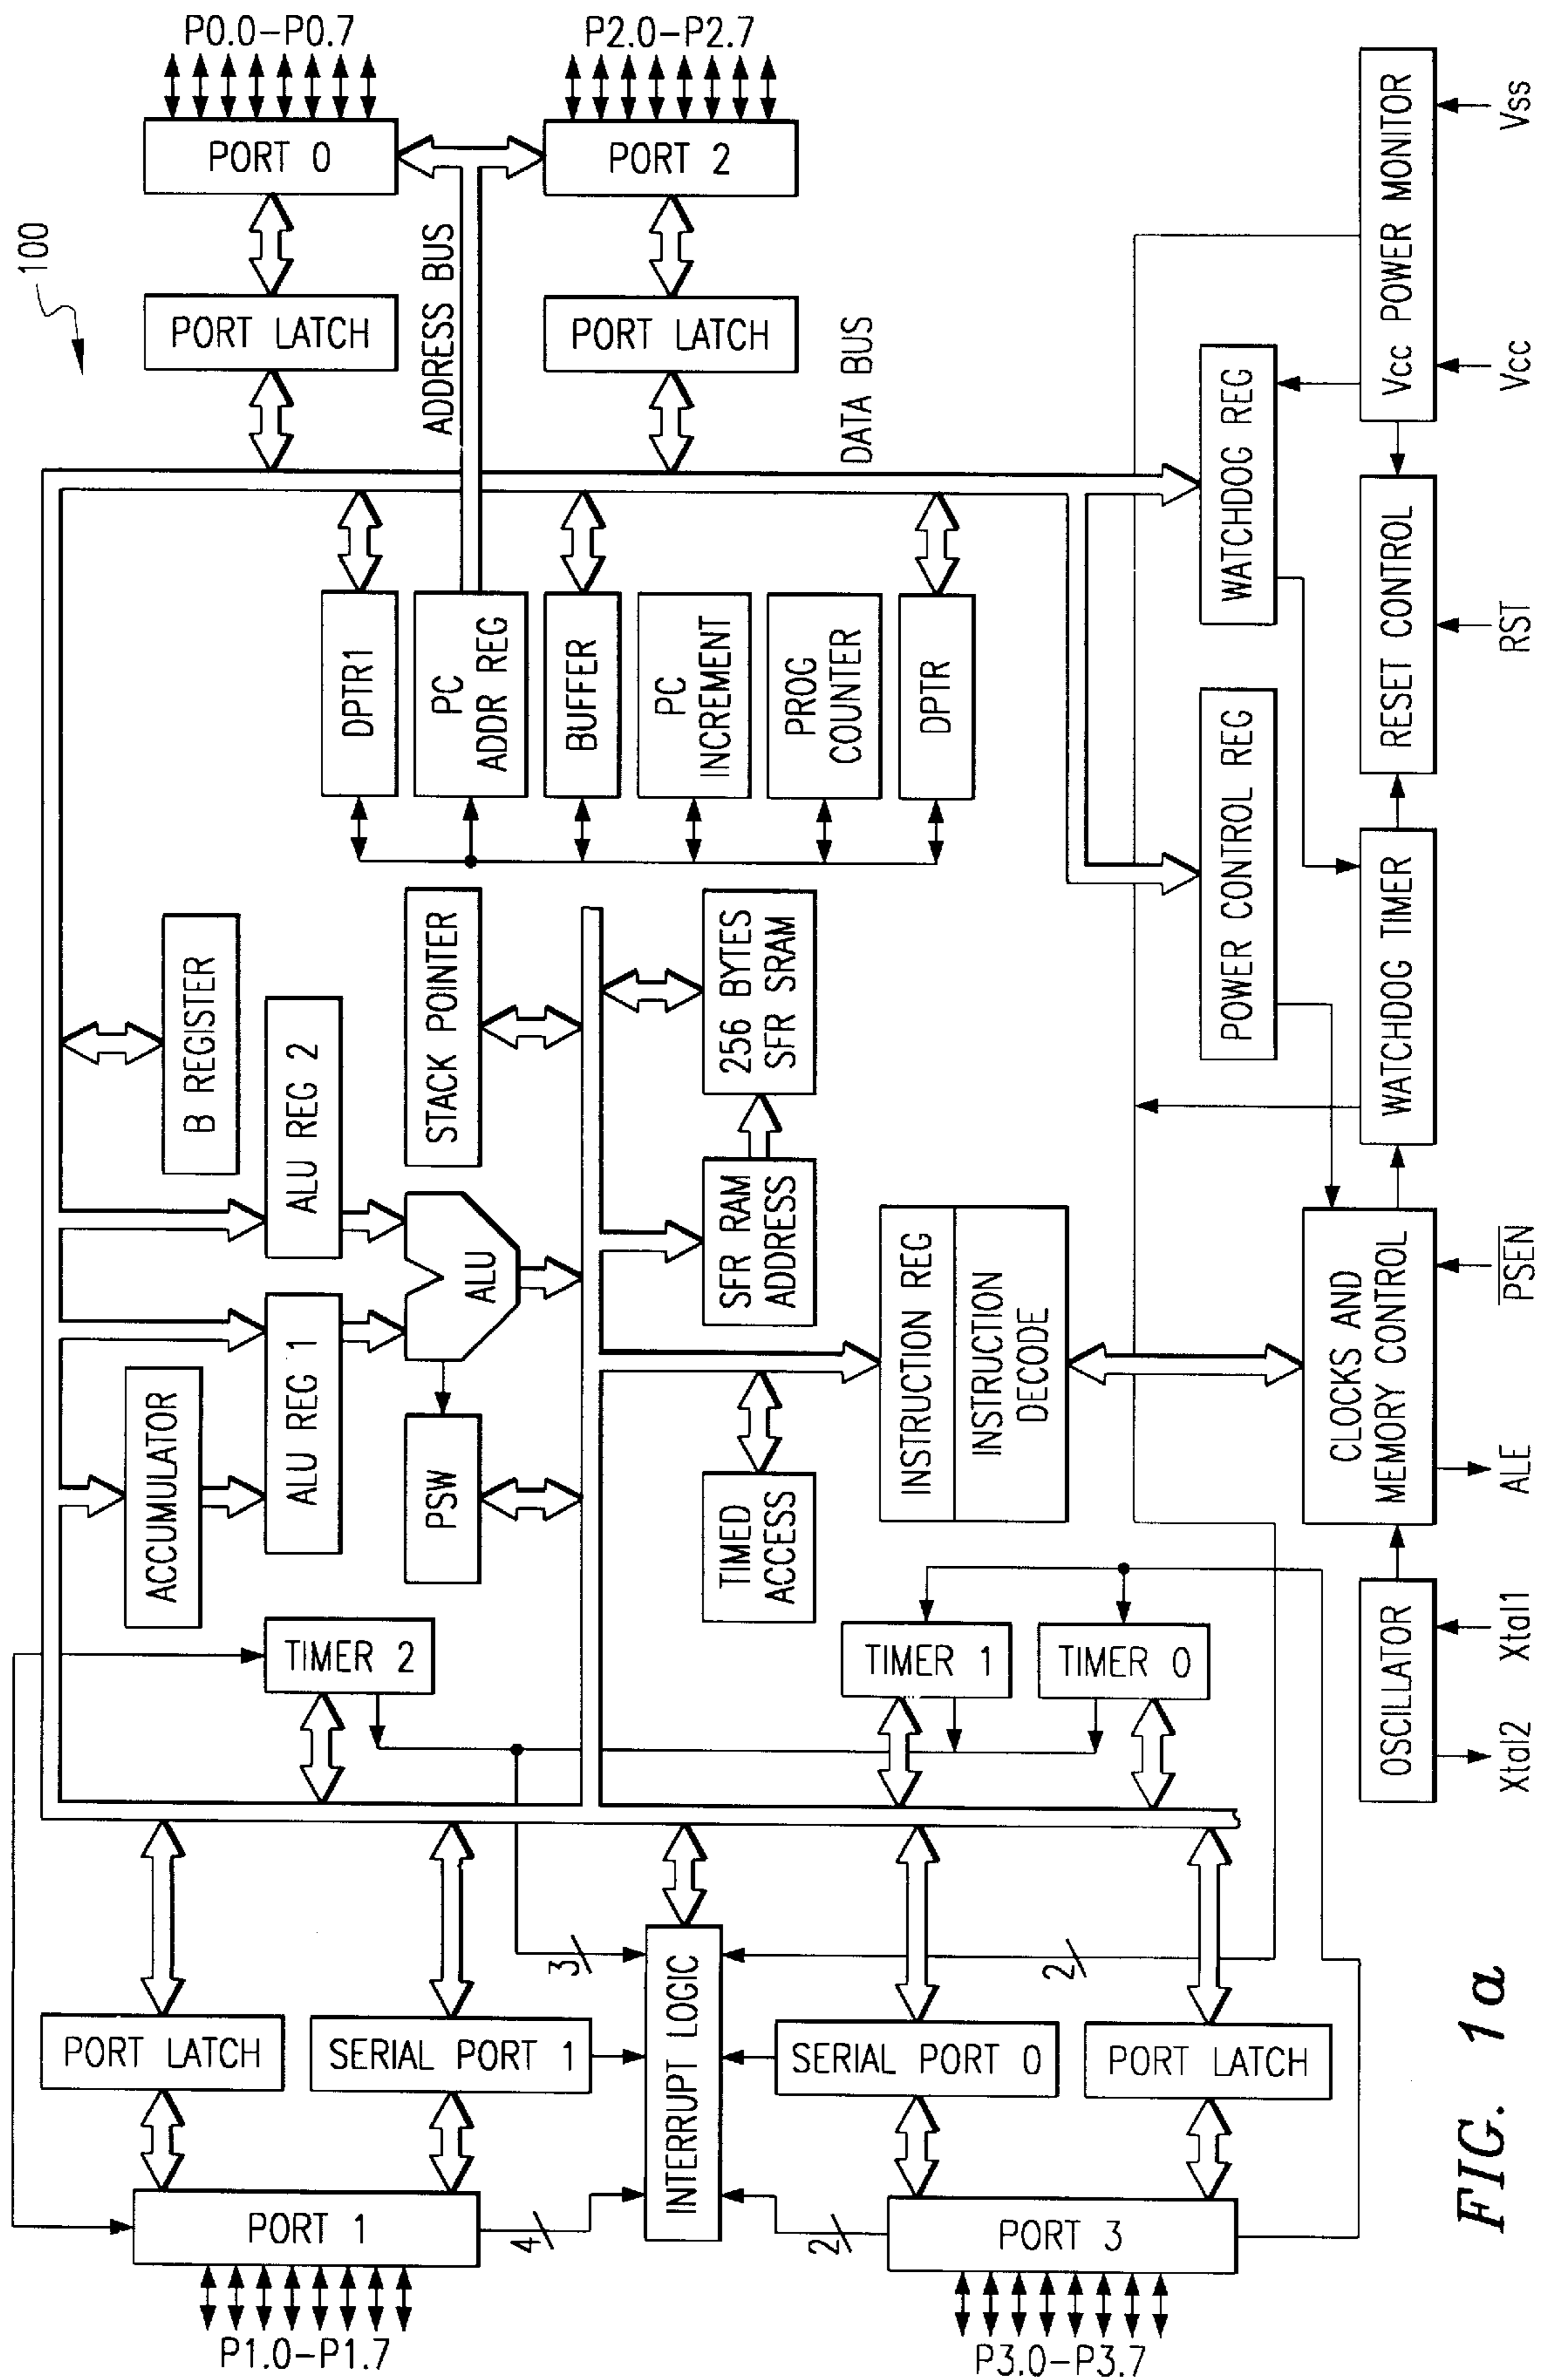 100
P0.0–P0.7
P2.0–P2.7
PORT 0
PORT 2
PORT LATCH
ADDRESS BUS
PORT LATCH
DATA BUS
DPTR1
PC
ADDR REG
BUFFER
PC
INCREMENT
PROG
COUNTER
DPTR
B REGISTER
ALU REG 2
STACK POINTER
256 BYTES
SFR SRAM
ACCUMULATOR
ALU REG 1
ALU
PSW
SFR RAM
ADDRESS
TIMED
ACCESS
INSTRUCTION REG
INSTRUCTION
DECODE
TIMER 2
TIMER 1
TIMER 0
PORT LATCH
SERIAL PORT 1
3
INTERRUPT LOGIC
2
SERIAL PORT 0
PORT LATCH
PORT 1
4
2
PORT 3
P1.0–P1.7
P3.0–P3.7
WATCHDOG REG
POWER CONTROL REG
Vcc POWER MONITOR
RESET CONTROL
WATCHDOG TIMER
CLOCKS AND
MEMORY CONTROL
OSCILLATOR
Vss
Vcc
RST
PSEN
ALE
Xtal1
Xtal2
FIG. 1a